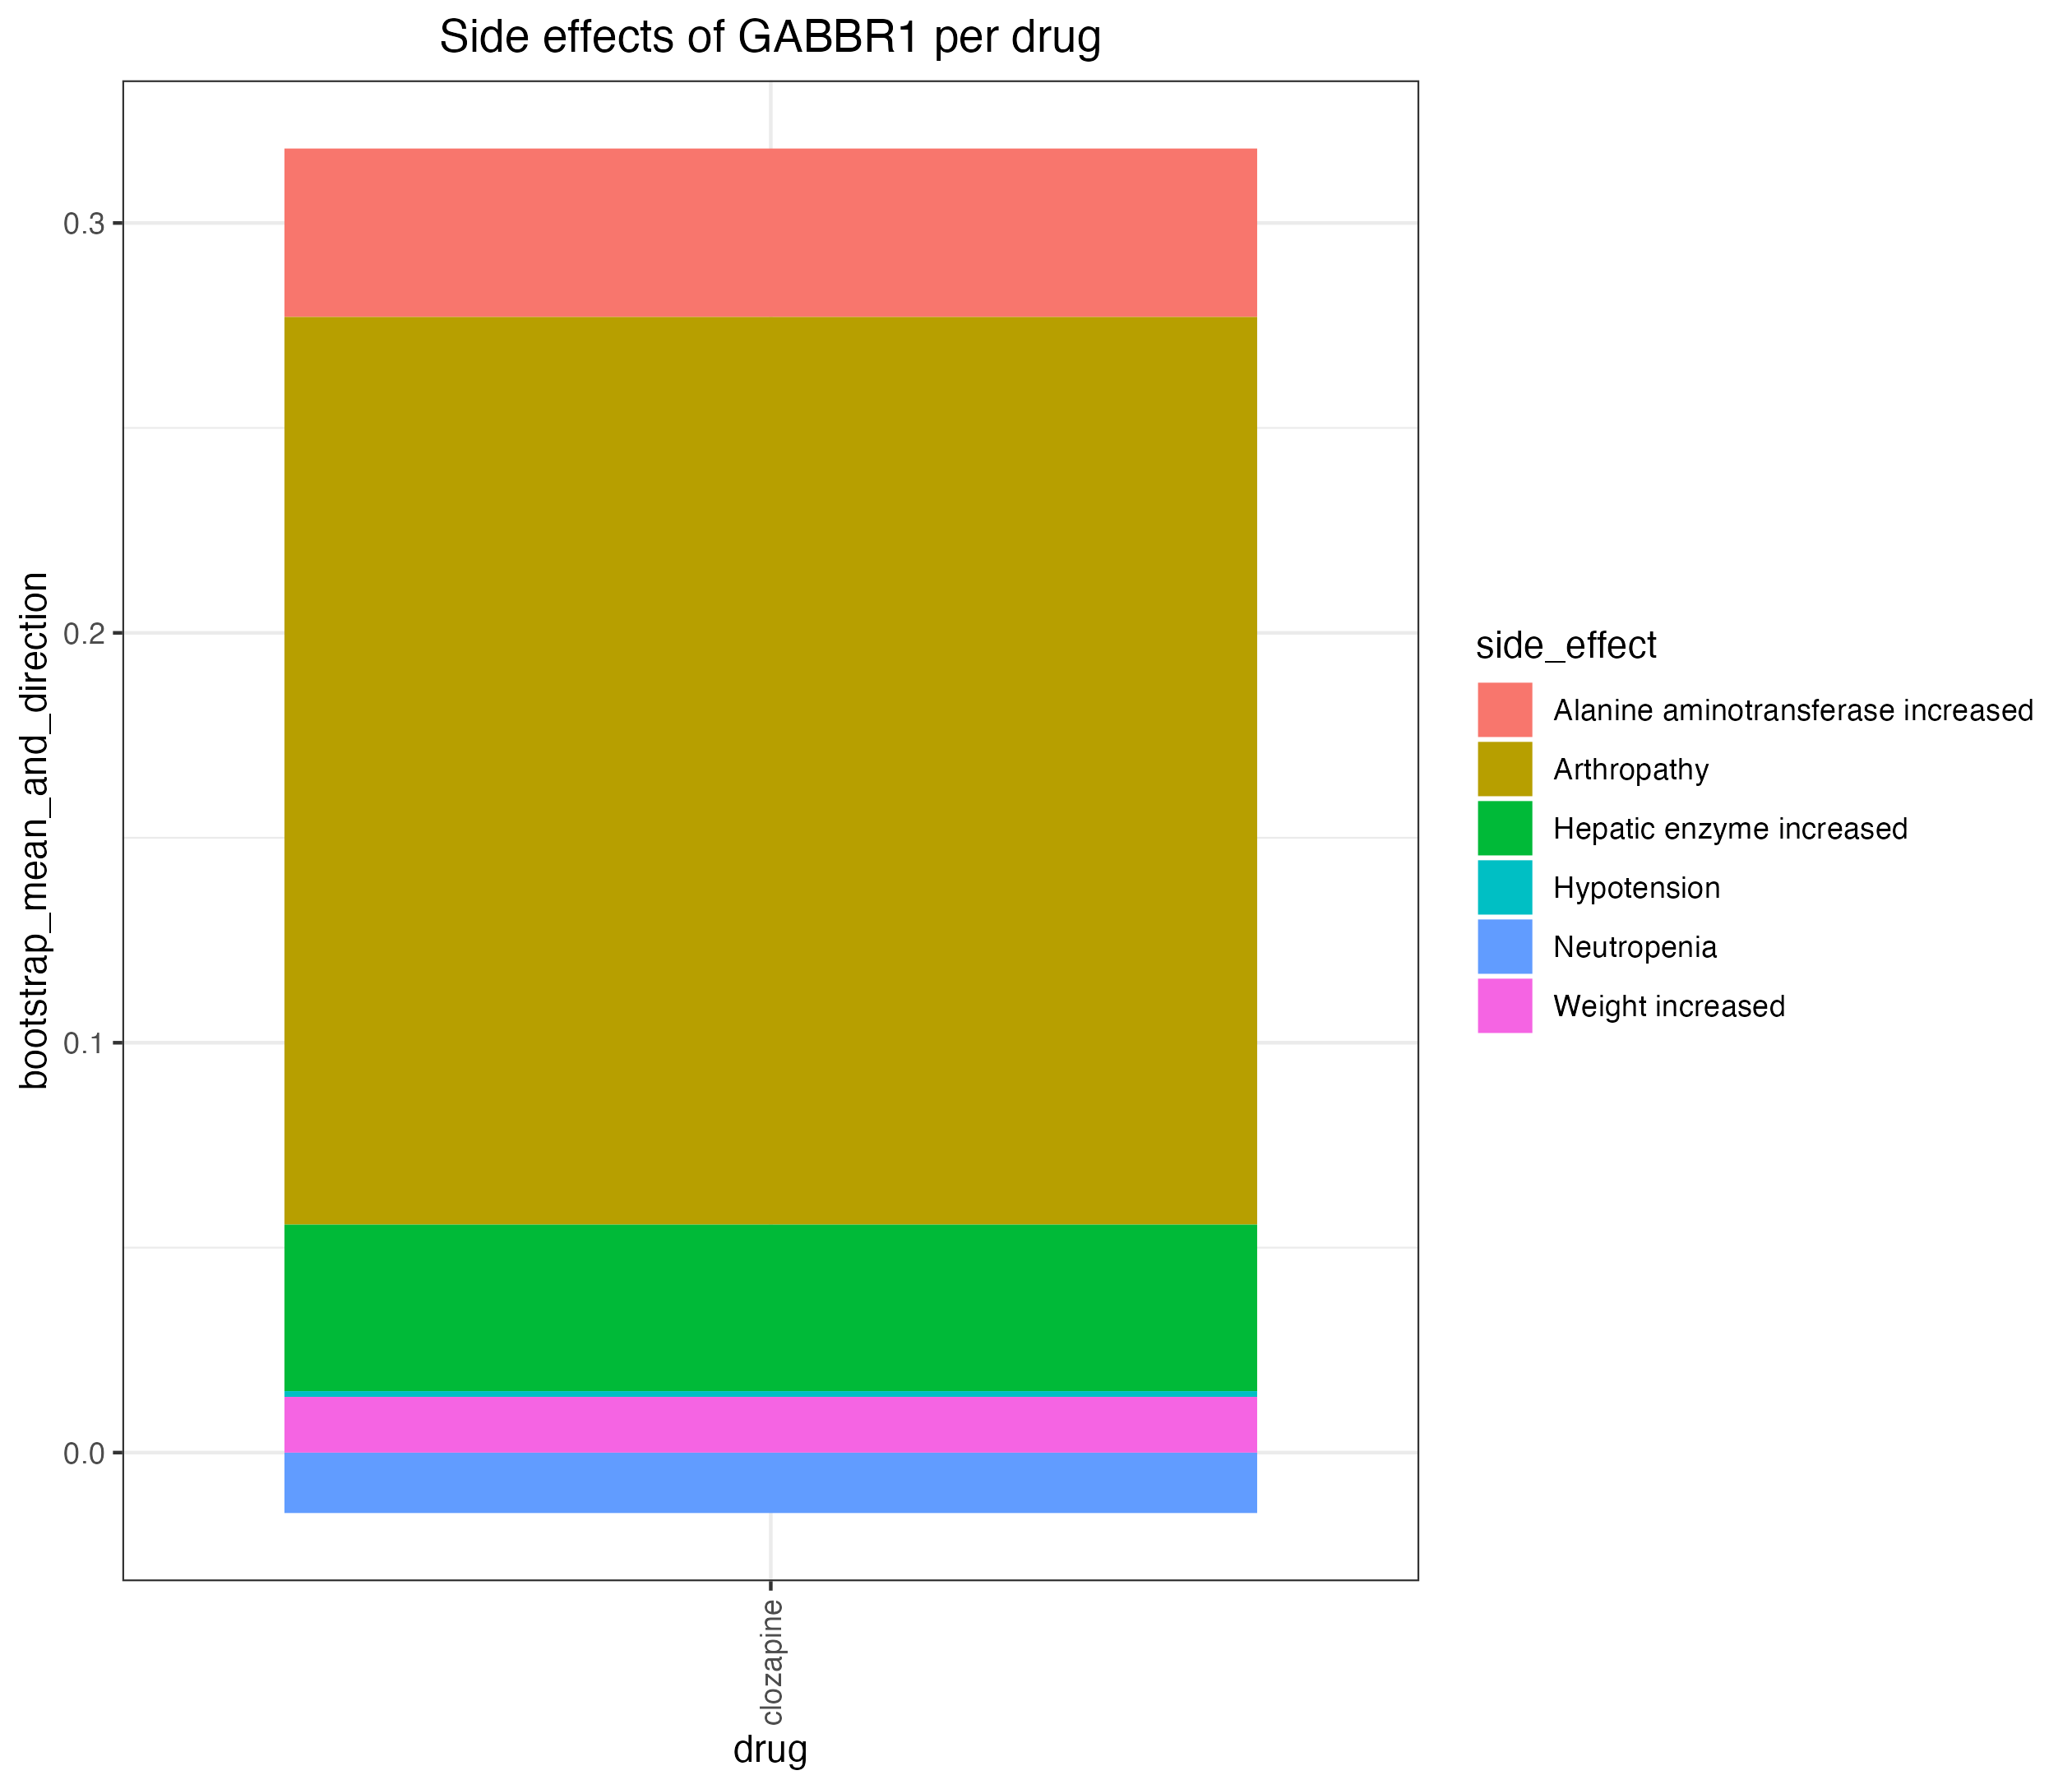 Side effects of GABBR1 per drug
bootstrap_mean_and_direction
0.3
0.2
0.1
0.0
clozapine
drug
side_effect
Alanine aminotransferase increased
Arthropathy
Hepatic enzyme increased
Hypotension
Neutropenia
Weight increased